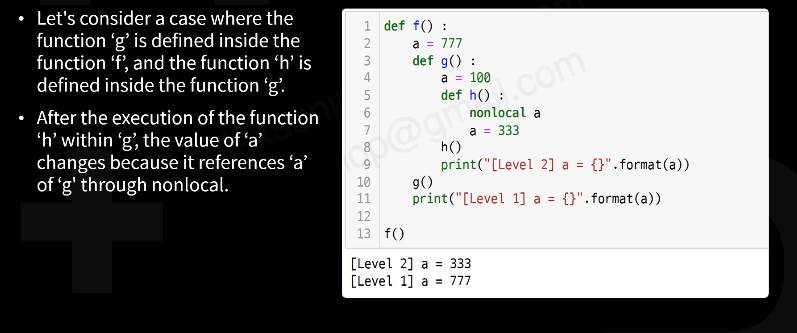 • Let's consider a case where the
function ‘g’ is defined inside the
function ‘f’, and the function ‘h’ is
defined inside the function ‘g’.
• After the execution of the function
‘h’ within ‘g’, the value of ‘a’
changes because it references ‘a’
of ‘g' through nonlocal.
1 def f() :
2     a = 777
3     def g() :
4         a = 100
5         def h() :
6             nonlocal a
7             a = 333
8         h()
9         print("[Level 2] a = {}".format(a))
10     g()
11     print("[Level 1] a = {}".format(a))
12
13 f()
[Level 2] a = 333
[Level 1] a = 777